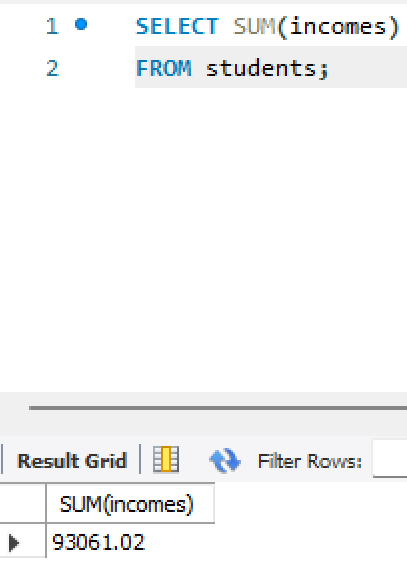 1 SELECT SUM(incomes)
2 FROM students;
Result Grid Filter Rows:
SUM(incomes)
93061.02